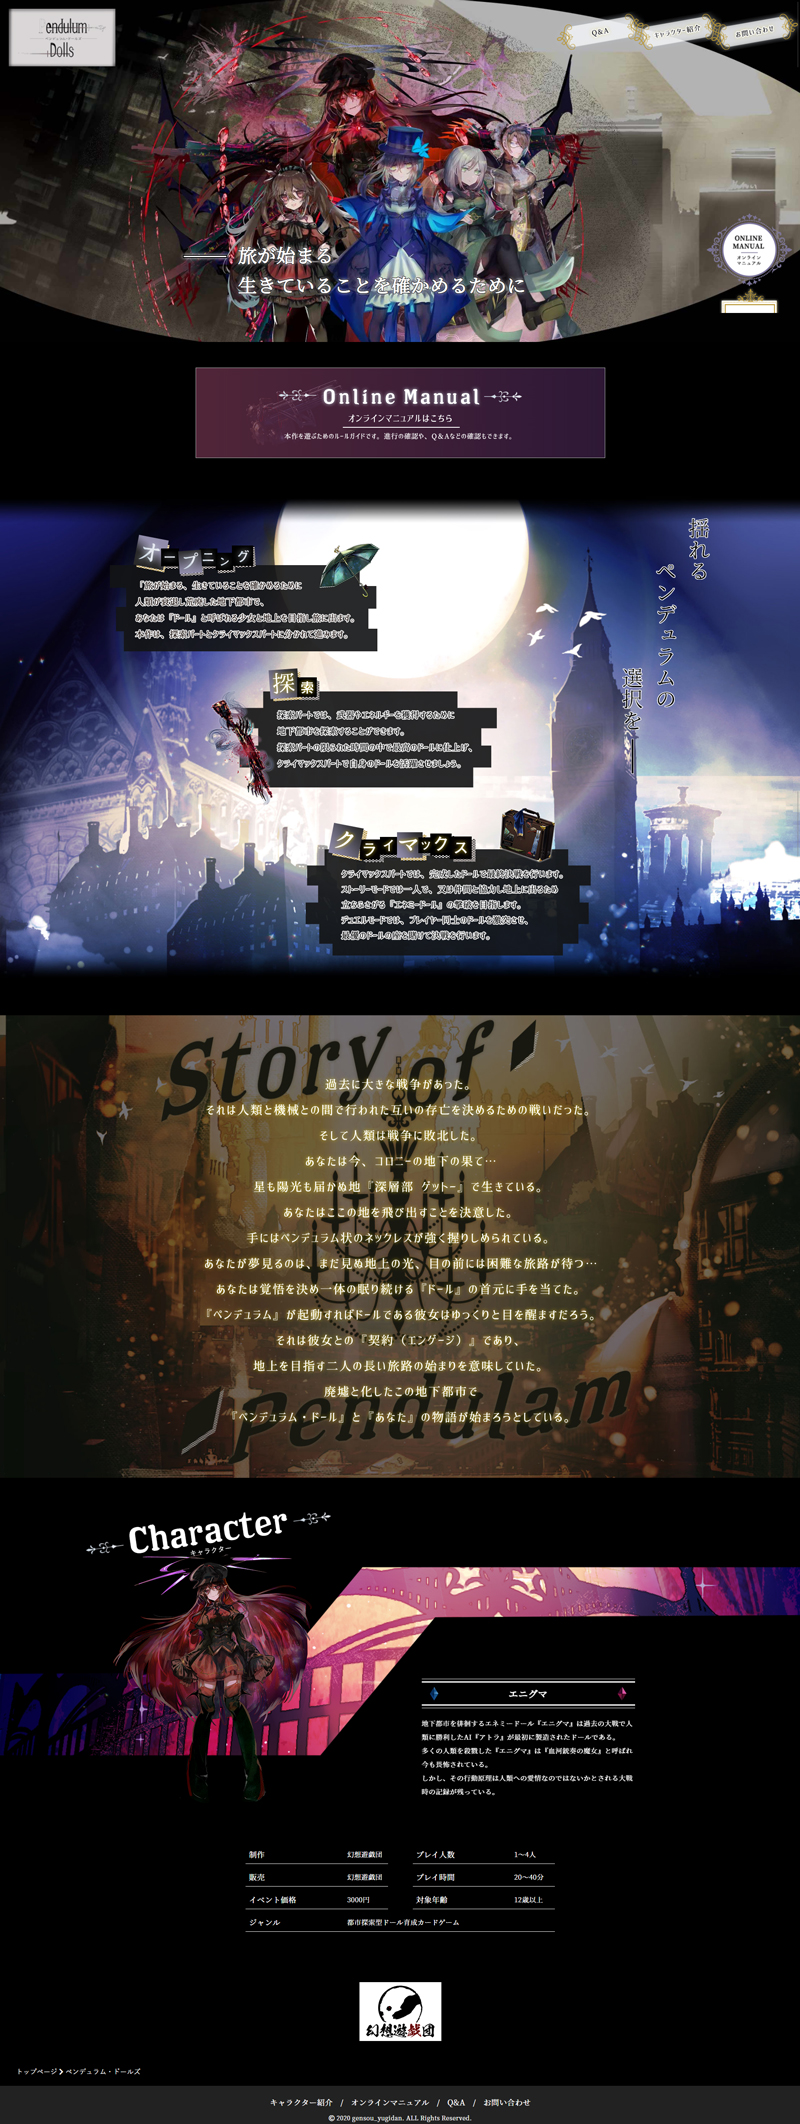 Pendulum
ペンデュラム・ドールズ
Dolls
Q&A
キャラクター紹介
お問い合わせ
旅が始まる
生きていることを確かめるために
ONLINE
MANUAL
オンライン
マニュアル
Online Manual
オンラインマニュアルはこちら
本作を遊ぶためのルールガイドです。進行の確認や、Q&Aなどの確認もできます。
揺れる
ペンデュラムの
選択を──
オープニング
『旅が始まる、生きていることを確かめるために
人類が衰退し荒廃した地下都市で、
あなたは『ドール』と呼ばれる少女と地上を目指し旅に出ます。
本作は、探索パートとクライマックスパートに分かれて進みます。
探索
探索パートでは、武器やエネルギーを獲得するために
地下都市を探索することができます。
探索パートの限られた時間の中で最高のドールに仕上げ、
クライマックスパートで自身のドールを活躍させましょう。
クライマックス
クライマックスパートでは、完成したドールで最終決戦を行います。
ストーリーモードでは一人で、又は仲間と協力し地上に出るため
立ちふさがる『エネミードール』の撃破を目指します。
デュエルモードでは、プレイヤー同士のドールを激突させ、
最優のドールの座を賭けて決戦を行います。
Story of
過去に大きな戦争があった。
それは人類と機械との間で行われた互いの存亡を決めるための戦いだった。
そして人類は戦争に敗北した。
あなたは今、コロニーの地下の果て…
星も陽光も届かぬ地『深層部 ゲットー』で生きている。
あなたはここの地を飛び出すことを決意した。
手にはペンデュラム状のネックレスが強く握りしめられている。
あなたが夢見るのは、まだ見ぬ地上の光、目の前には困難な旅路が待つ…
あなたは覚悟を決め一体の眠り続ける『ドール』の首元に手を当てた。
『ペンデュラム』が起動すればドールである彼女はゆっくりと目を醒ますだろう。
それは彼女との『契約（エンゲージ）』であり、
地上を目指す二人の長い旅路の始まりを意味していた。
廃墟と化したこの地下都市で
『ペンデュラム・ドール』と『あなた』の物語が始まろうとしている。
Pendulam
Character
キャラクター
エニグマ
地下都市を徘徊するエネミードール『エニグマ』は過去の大戦で人
類に勝利したAI『アトラ』が最初に製造されたドールである。
多くの人類を殺戮した『エニグマ』は『血河銃奏の魔女』と呼ばれ
今も畏怖されている。
しかし、その行動原理は人類への愛情なのではないかとされる大戦
時の記録が残っている。
制作 幻想遊戯団 プレイ人数 1〜4人
販売 幻想遊戯団 プレイ時間 20〜40分
イベント価格 3000円 対象年齢 12歳以上
ジャンル 都市探索型ドール育成カードゲーム
幻想遊戯団
トップページ > ペンデュラム・ドールズ
キャラクター紹介 / オンラインマニュアル / Q&A / お問い合わせ
© 2020 gensou_yugidan. ALL Rights Reserved.